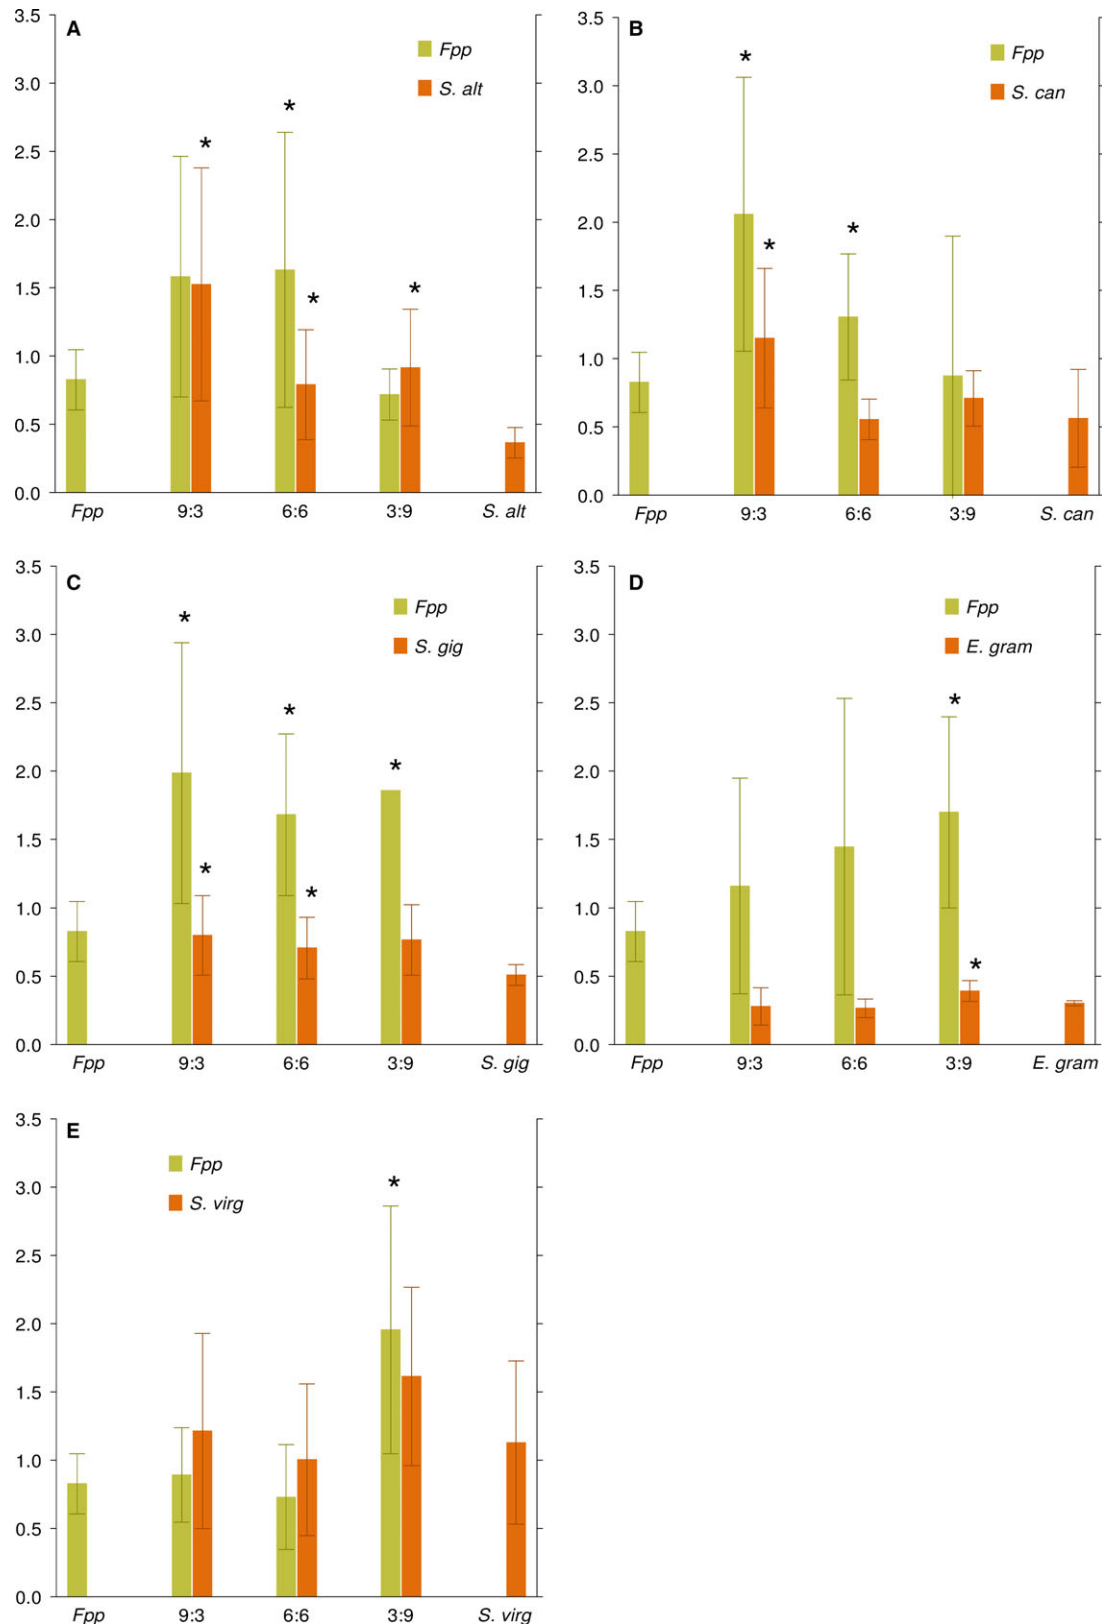 A
Fpp
S. alt
3.5
3.0
2.5
2.0
1.5
1.0
0.5
0.0
* * * * *
Fpp 9:3 6:6 3:9 S. alt
B
Fpp
S. can
3.5
3.0
2.5
2.0
1.5
1.0
0.5
0.0
* * *
Fpp 9:3 6:6 3:9 S. can
C
Fpp
S. gig
3.5
3.0
2.5
2.0
1.5
1.0
0.5
0.0
* * * * *
Fpp 9:3 6:6 3:9 S. gig
D
Fpp
E. gram
3.5
3.0
2.5
2.0
1.5
1.0
0.5
0.0
* *
Fpp 9:3 6:6 3:9 E. gram
E
Fpp
S. virg
3.5
3.0
2.5
2.0
1.5
1.0
0.5
0.0
*
Fpp 9:3 6:6 3:9 S. virg